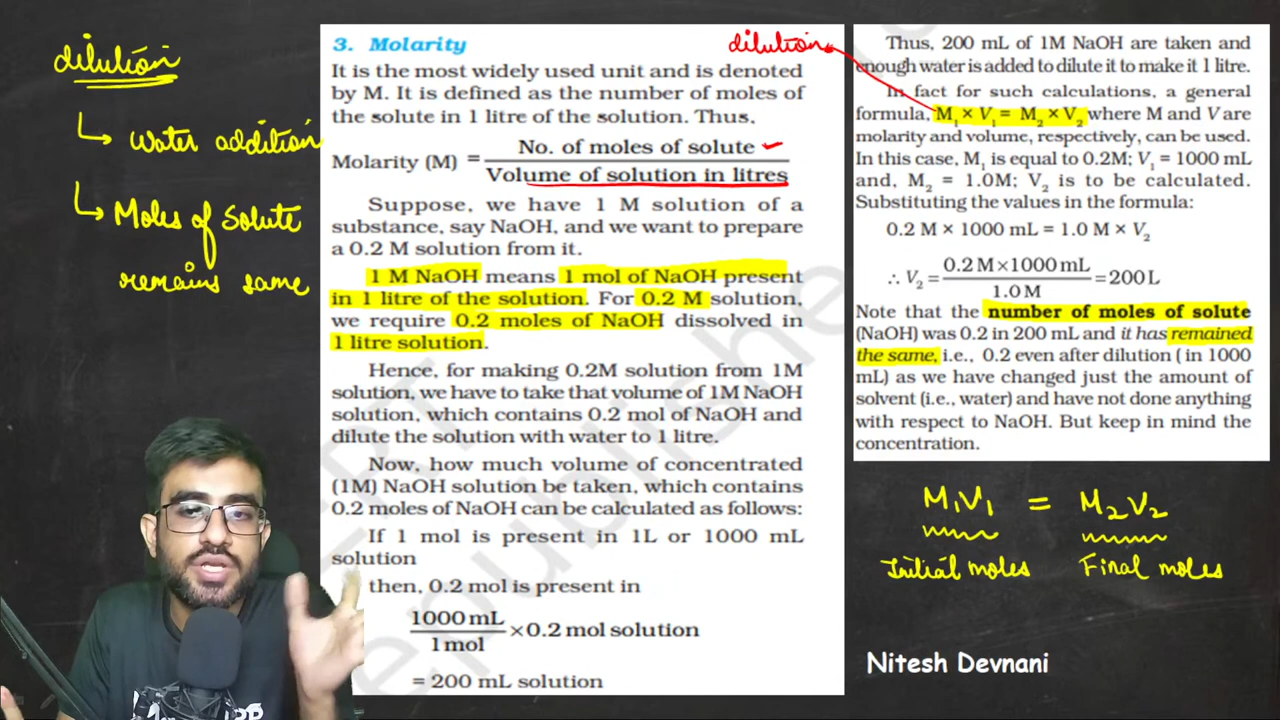 dilution
Water addition
Moles of Solute
remains same
3. Molarity
It is the most widely used unit and is denoted
by M. It is defined as the number of moles of
the solute in 1 litre of the solution. Thus,
Molarity (M) = No. of moles of solute
Volume of solution in litres
Suppose, we have 1 M solution of a
substance, say NaOH, and we want to prepare
a 0.2 M solution from it.
1 M NaOH means 1 mol of NaOH present
in 1 litre of the solution. For 0.2 M solution,
we require 0.2 moles of NaOH dissolved in
1 litre solution.
Hence, for making 0.2M solution from 1M
solution, we have to take that volume of 1M NaOH
solution, which contains 0.2 mol of NaOH and
dilute the solution with water to 1 litre.
Now, how much volume of concentrated
(1M) NaOH solution be taken, which contains
0.2 moles of NaOH can be calculated as follows:
If 1 mol is present in 1L or 1000 mL
solution
then, 0.2 mol is present in
1000 mL
1 mol
×0.2 mol solution
= 200 mL solution
dilution
Thus, 200 mL of 1M NaOH are taken and
enough water is added to dilute it to make it 1 litre.
In fact for such calculations, a general
formula, M₁ × V₁ = M₂ × V₂ where M and V are
molarity and volume, respectively, can be used.
In this case, M₁ is equal to 0.2M; V₁ = 1000 mL
and, M₂ = 1.0M; V₂ is to be calculated.
Substituting the values in the formula:
0.2 M × 1000 mL = 1.0 M × V₂
∴ V₂ = 0.2 M×1000 mL
1.0 M
=200 L
Note that the number of moles of solute
(NaOH) was 0.2 in 200 mL and it has remained
the same, i.e., 0.2 even after dilution ( in 1000
mL) as we have changed just the amount of
solvent (i.e., water) and have not done anything
with respect to NaOH. But keep in mind the
concentration.
M₁V₁ = M₂V₂
Initial moles Final moles
Nitesh Devnani